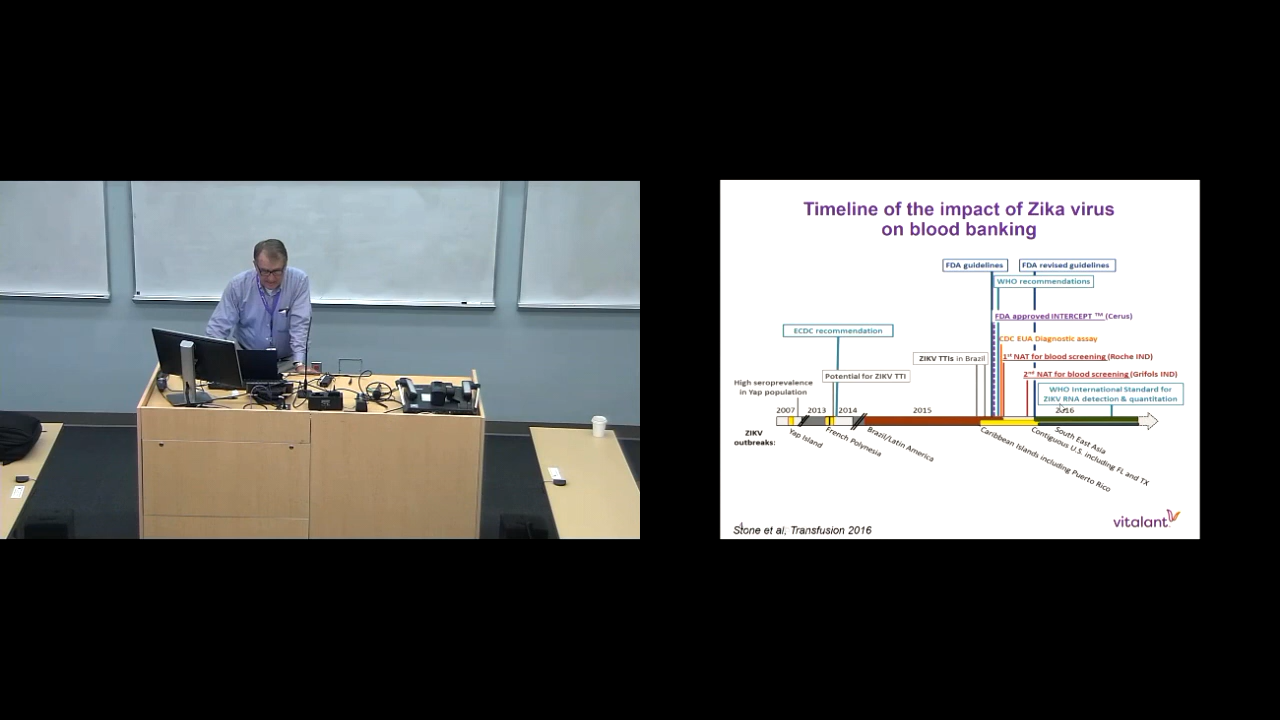 Timeline of the impact of Zika virus
on blood banking
FDA guidelines
FDA revised guidelines
WHO recommendations
FDA approved INTERCEPT ™ (Cerus)
ECDC recommendation
CDC EUA Diagnostic assay
ZIKV TTIs in Brazil
1st NAT for blood screening (Roche IND)
Potential for ZIKV TTI
2nd NAT for blood screening (Grifols IND)
High seroprevalence
in Yap population
WHO International Standard for
ZIKV RNA detection & quantitation
2007
2013
2014
2015
2016
ZIKV
outbreaks:
Yap Island
French Polynesia
Brazil/Latin America
Caribbean Islands including Puerto Rico
Contiguous U.S. including FL and TX
South East Asia
vitalant
Stone et al, Transfusion 2016